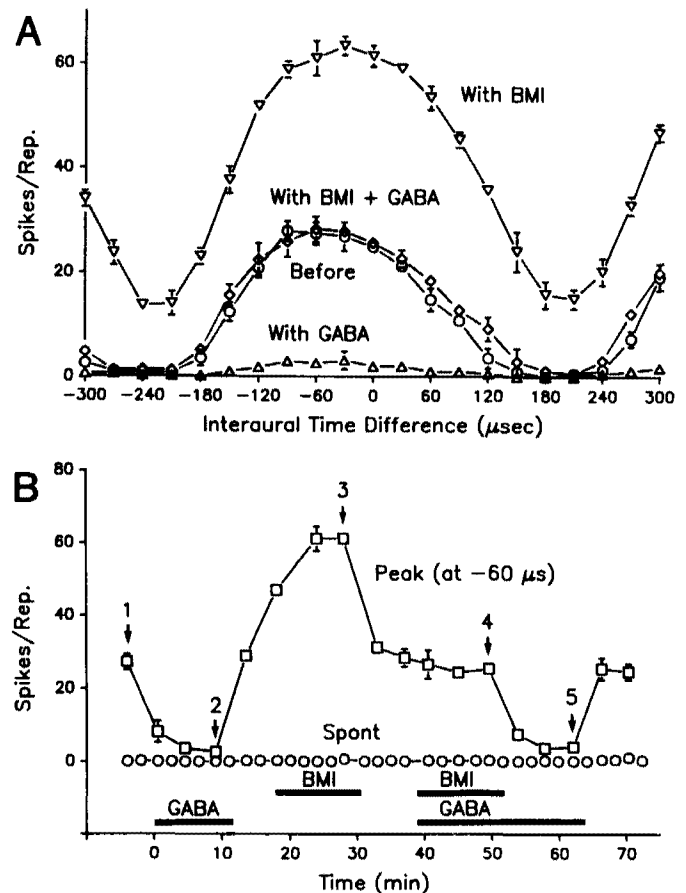 A
Spikes/Rep.
60
40
20
0
With BMI
With BMI + GABA
Before
With GABA
−300 −240 −180 −120 −60 0 60 120 180 240 300
Interaural Time Difference (μsec)
B
Spikes/Rep.
80
60
40
20
0
1
2
3
4
5
Peak (at −60 μs)
Spont
BMI BMI
GABA GABA
0 10 20 30 40 50 60 70
Time (min)